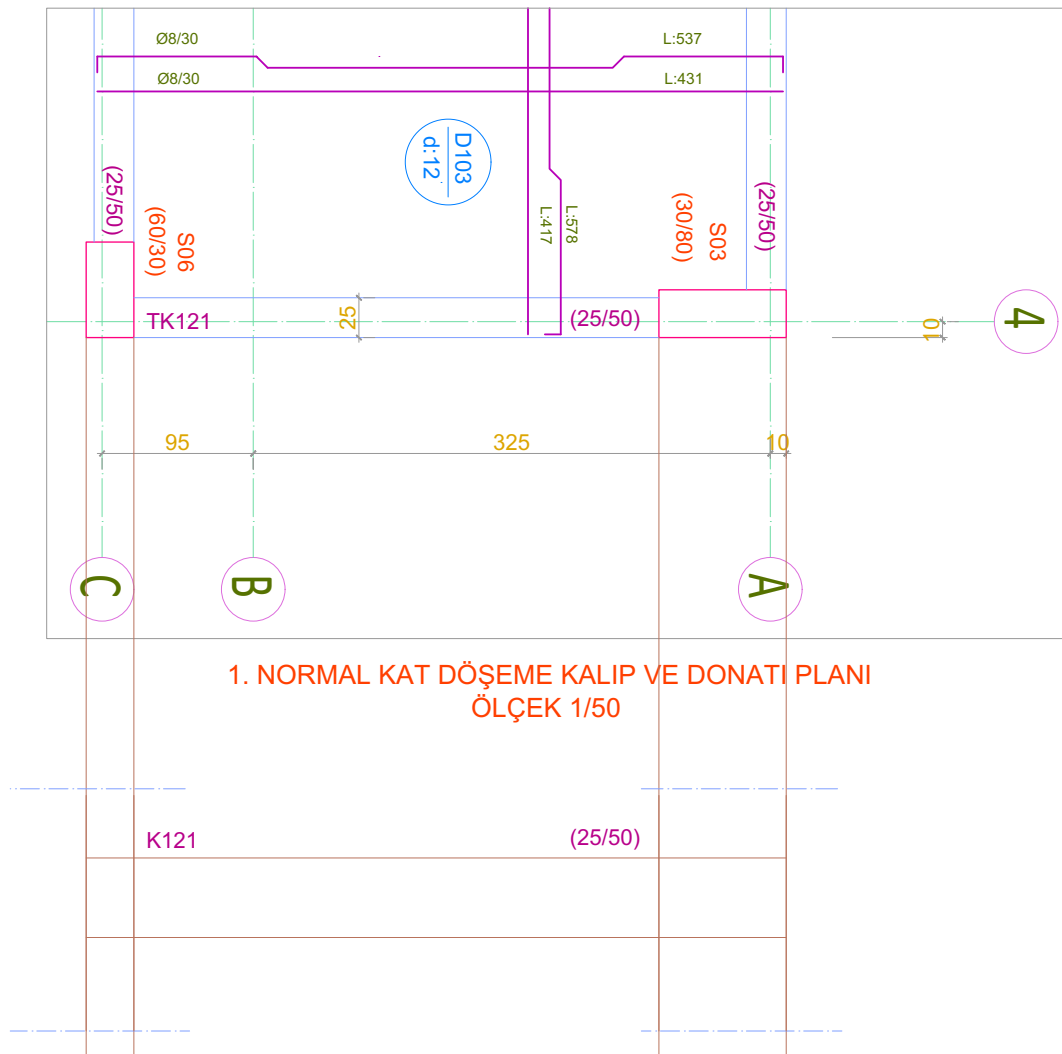 Ø8/30
L:537
Ø8/30
L:431
D103
d:12
(25/50)
S06
(60/30)
L:578
L:417
(25/50)
S03
(30/80)
TK121
25
(25/50)
10
4
95
325
10
C
B
A
1. NORMAL KAT DÖŞEME KALIP VE DONATI PLANI
ÖLÇEK 1/50
K121
(25/50)